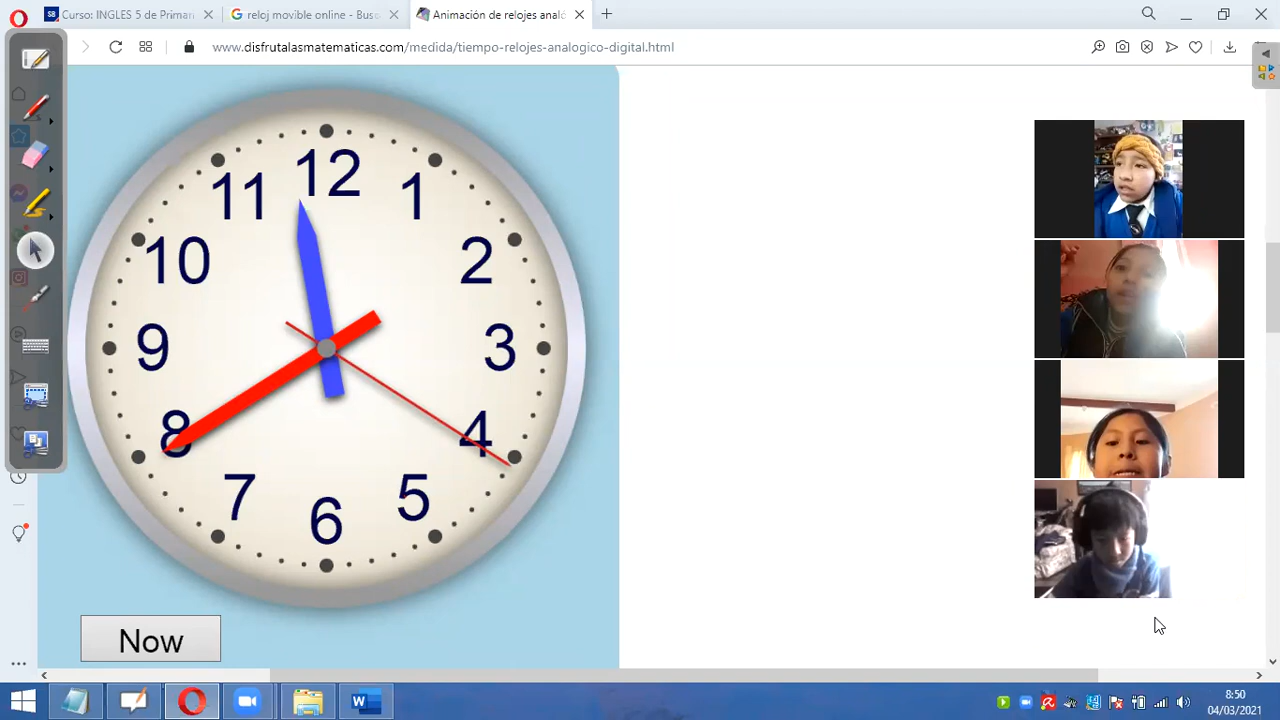 Curso: INGLES 5 de Primari
reloj movible online - Busc
Animación de relojes analó
www.disfrutalasmatematicas.com/medida/tiempo-relojes-analogico-digital.html
12
11
1
10
2
9
3
8
4
7
5
6
Now
8:50
04/03/2021